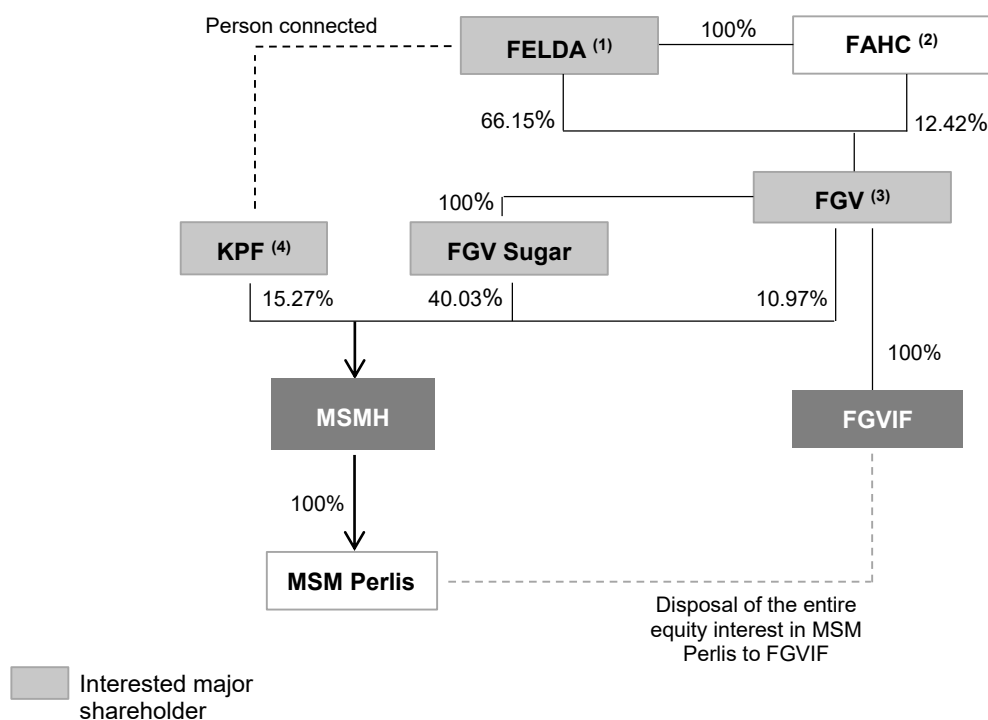 Person connected
FELDA (1)
100%
FAHC (2)
66.15%
12.42%
100%
FGV (3)
KPF (4)
FGV Sugar
15.27%
40.03%
10.97%
100%
MSMH
FGVIF
100%
MSM Perlis
Disposal of the entire
equity interest in MSM
Perlis to FGVIF
Interested major
shareholder